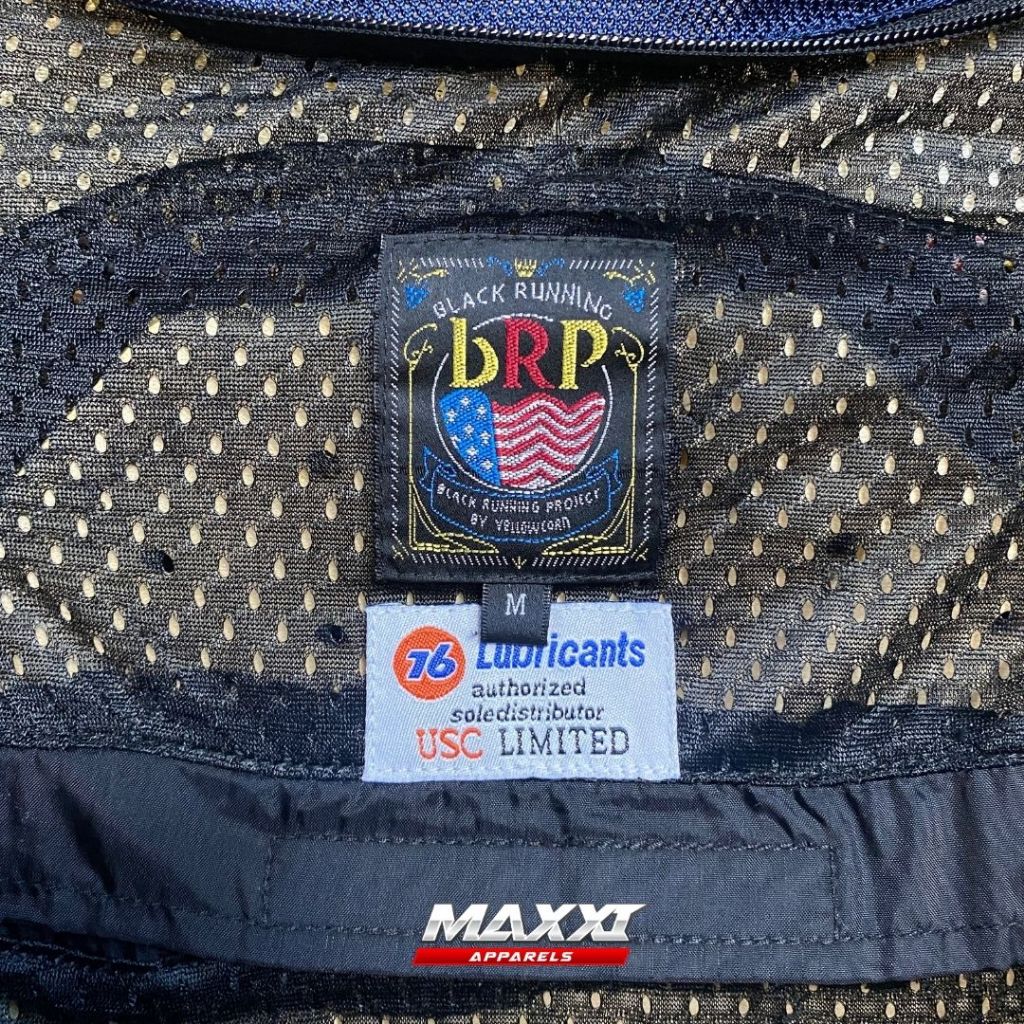 BLACK RUNNING
bRP
BLACK RUNNING PROJECT
BY YELLOWCORN
M
76 Lubricants
authorized
soledistributor
USC LIMITED
MAXXI
APPARELS